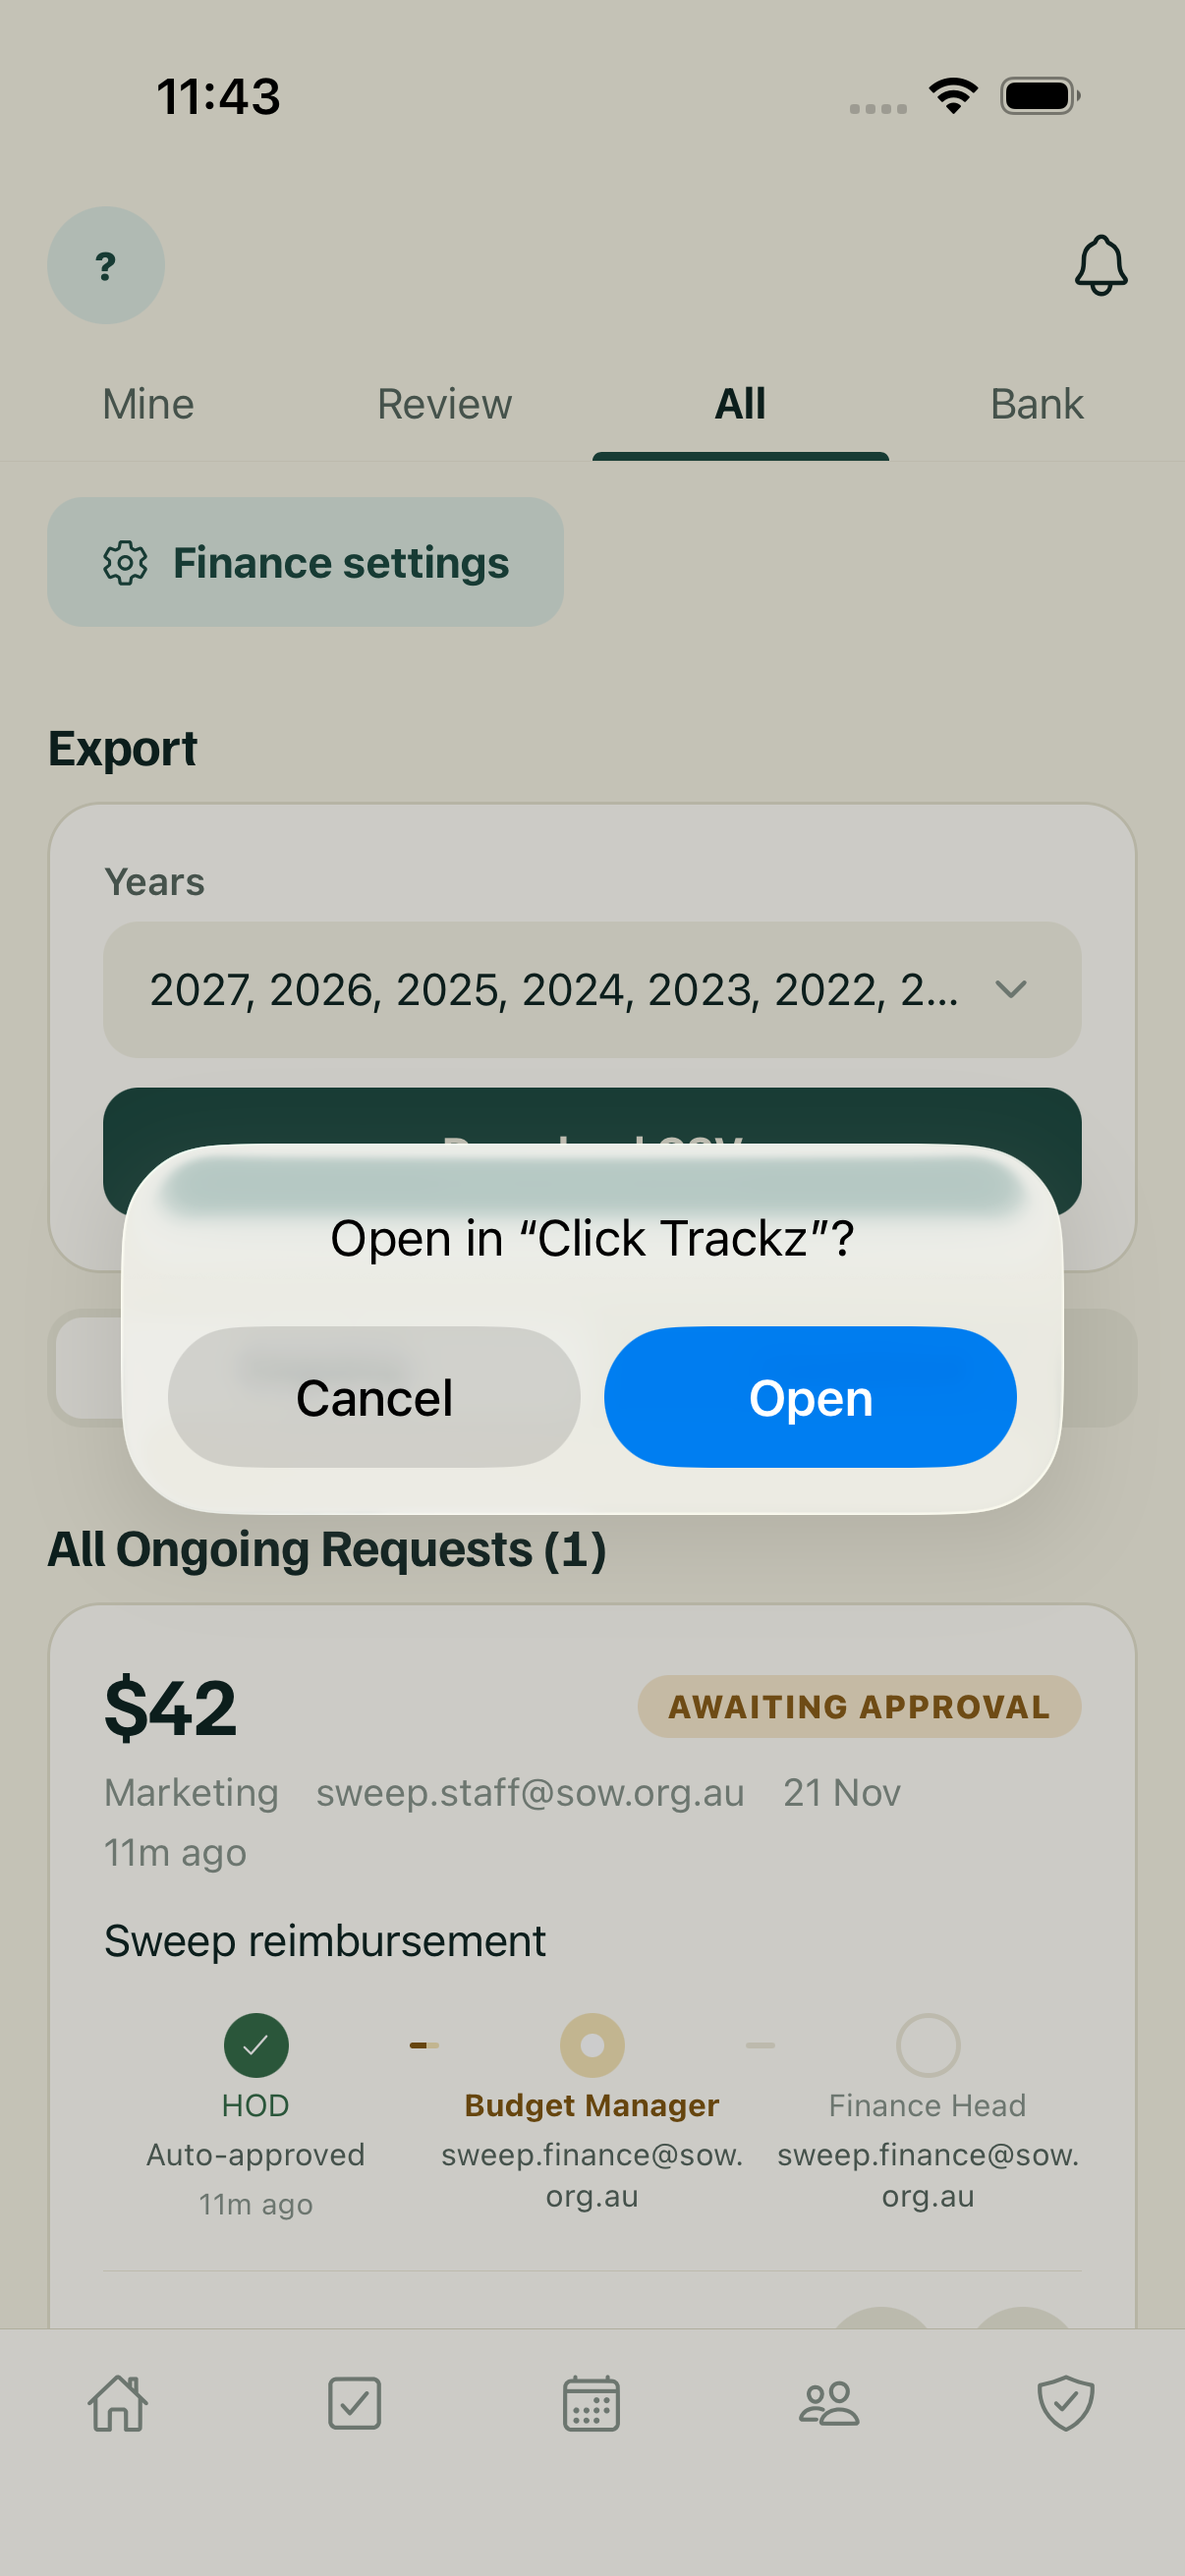 11:43
?
Mine Review All Bank
Finance settings
Export
Years
2027, 2026, 2025, 2024, 2023, 2022, 2...
Open in “Click Trackz”?
Cancel Open
All Ongoing Requests (1)
$42 AWAITING APPROVAL
Marketing sweep.staff@sow.org.au 21 Nov
11m ago
Sweep reimbursement
HOD Budget Manager Finance Head
Auto-approved sweep.finance@sow. sweep.finance@sow.
11m ago org.au org.au